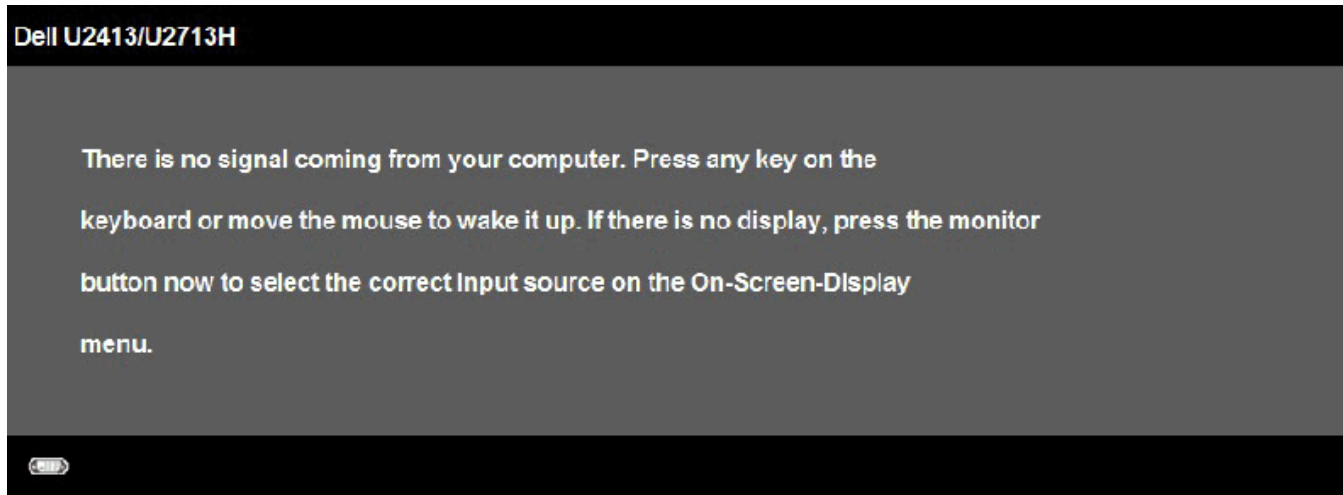 Dell U2413/U2713H
There is no signal coming from your computer. Press any key on the
keyboard or move the mouse to wake it up. If there is no display, press the monitor
button now to select the correct input source on the On-Screen-Display
menu.